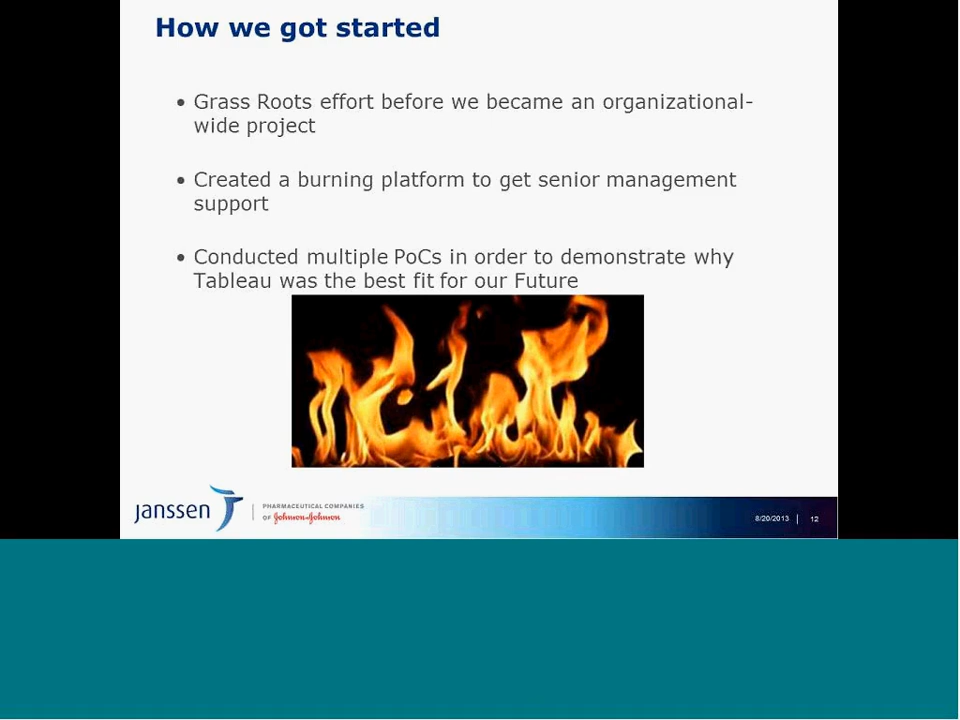 How we got started
• Grass Roots effort before we became an organizational-
wide project
• Created a burning platform to get senior management
support
• Conducted multiple PoCs in order to demonstrate why
Tableau was the best fit for our Future
janssen
PHARMACEUTICAL COMPANIES
OF Johnson & Johnson
8/20/2013 | 12